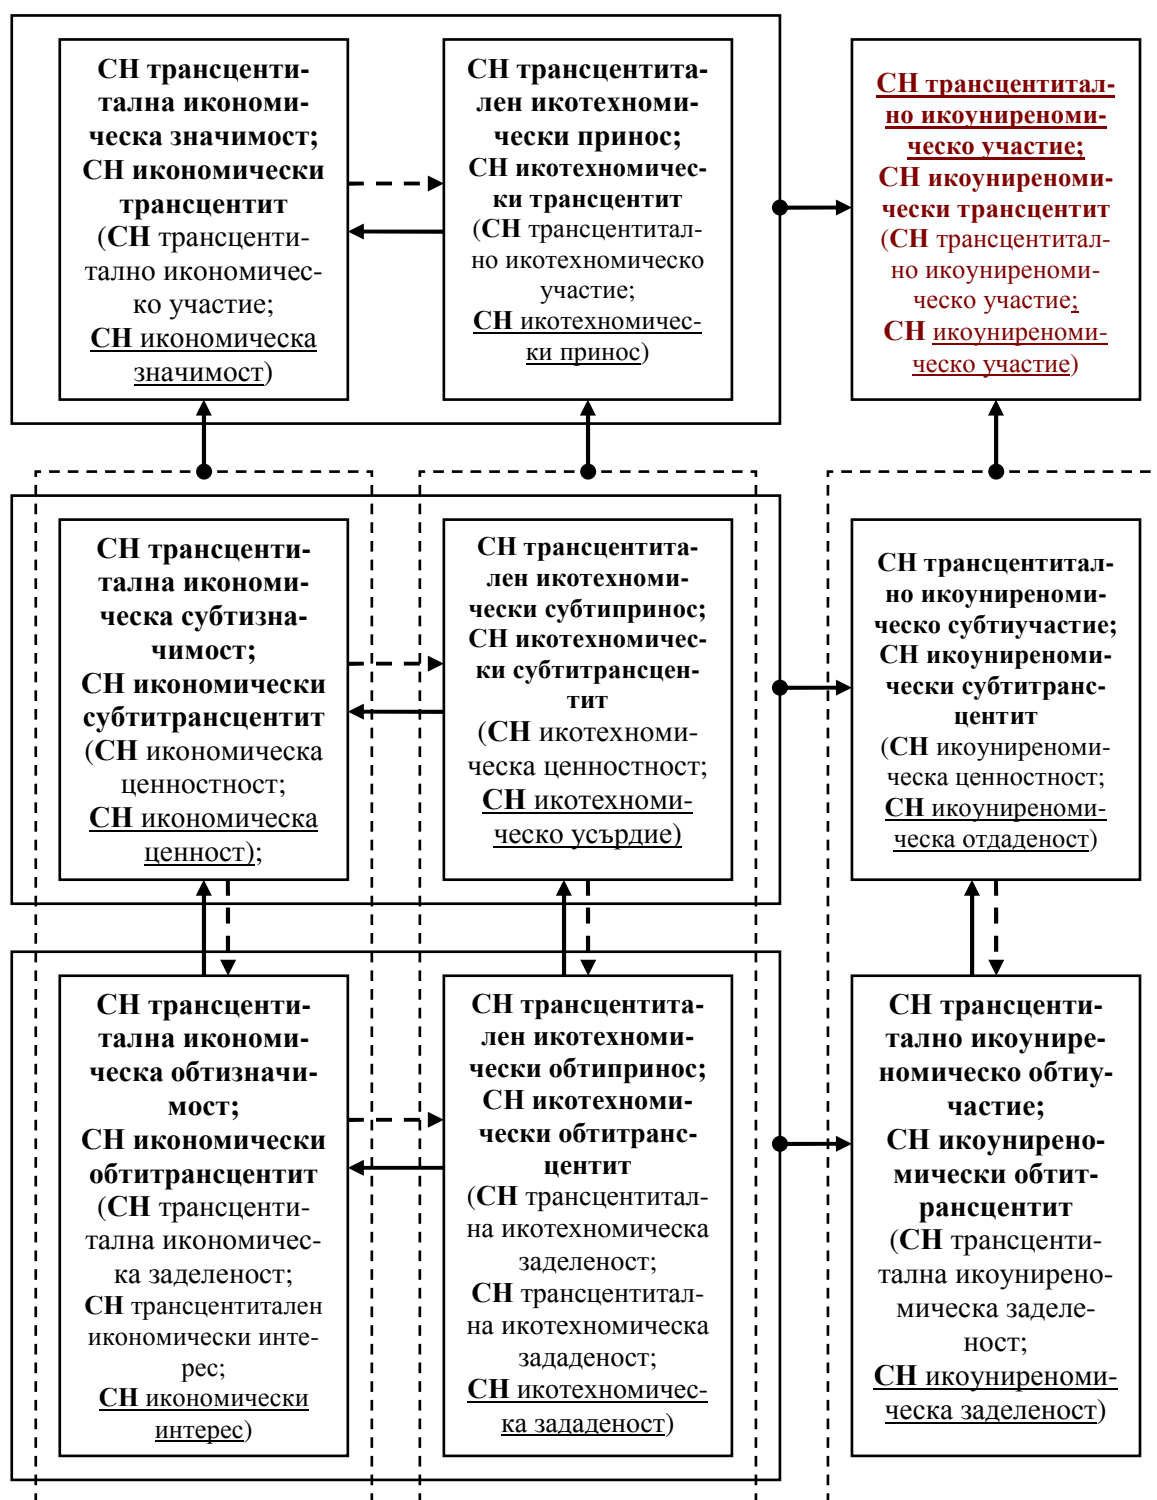 СН трансценти-
тална икономи-
ческа значимост;
СН икономически
трансцентит
(СН трансценти-
тално икономичес-
ко участие;
СН икономическа
значимост)
СН трансцентита-
лен икотехноми-
чески принос;
СН икотехномичес-
ки трансцентит
(СН трансцентитал-
но икотехномическо
участие;
СН икотехномичес-
ки принос)
СН трансцентитал-
но икоуниреноми-
ческо участие;
СН икоуниреноми-
чески трансцентит
(СН трансцентитал-
но икоуниреноми-
ческо участие;
СН икоуниреноми-
ческо участие)
СН трансценти-
тална икономи-
ческа субтизна-
чимост;
СН икономически
субтитрансцентит
(СН икономическа
ценностност;
СН икономическа
ценност);
СН трансцентита-
лен икотехноми-
чески субтипринос;
СН икотехномичес-
ки субтитрансцен-
тит
(СН икотехноми-
ческа ценностност;
СН икотехноми-
ческо усърдие)
СН трансцентитал-
но икоуниреноми-
ческо субтиучастие;
СН икоуниреноми-
чески субтитранс-
центит
(СН икоуниреноми-
ческа ценностност;
СН икоуниреноми-
ческа отдаденост)
СН трансценти-
тална икономи-
ческа обтизначи-
мост;
СН икономически
обтитрансцентит
(СН трансценти-
тална икономичес-
ка заделеност;
СН трансцентитален
икономически инте-
рес;
СН икономически
интерес)
СН трансцентита-
лен икотехноми-
чески обтипринос;
СН икотехноми-
чески обтитранс-
центит
(СН трансцентитал-
на икотехномическа
заделеност;
СН трансцентитал-
на икотехномическа
зададеност;
СН икотехномичес-
ка зададеност)
СН трансценти-
тално икоунире-
номическо обтиу-
частие;
СН икоунирено-
мически обтит-
рансцентит
(СН трансценти-
тална икоунирено-
мическа заделе-
ност;
СН икоуниреноми-
ческа заделеност)